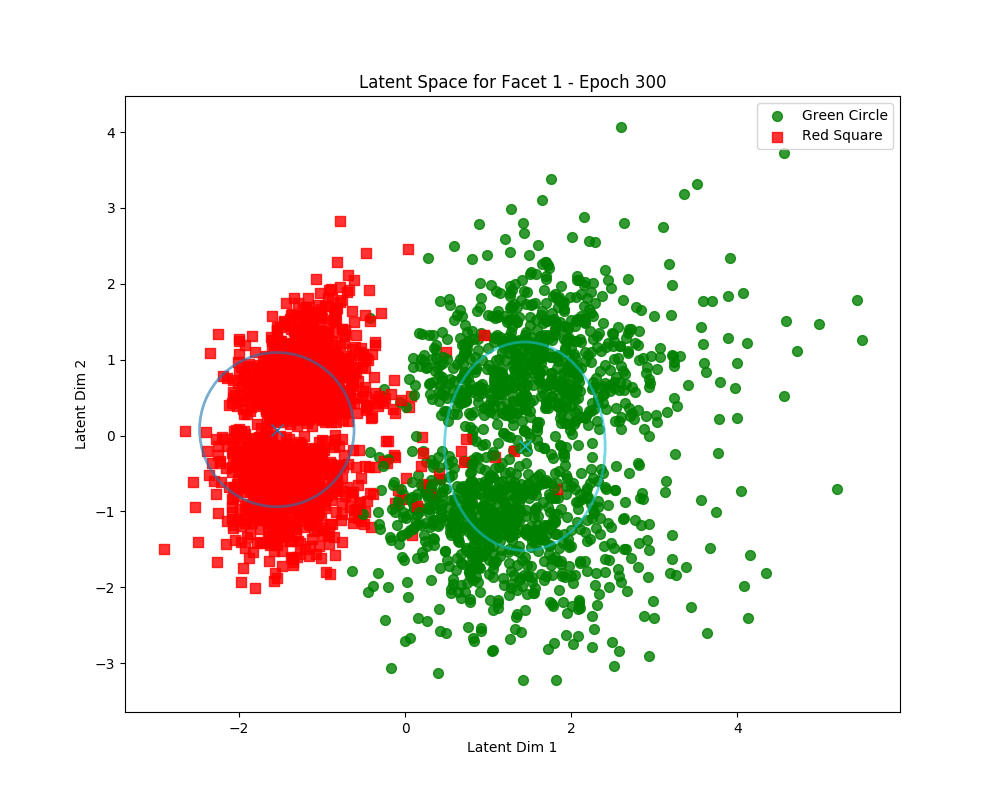 Latent Space for Facet 1 - Epoch 300
Green Circle
Red Square
4
3
2
1
0
−1
−2
−3
Latent Dim 2
−2
0
2
4
Latent Dim 1